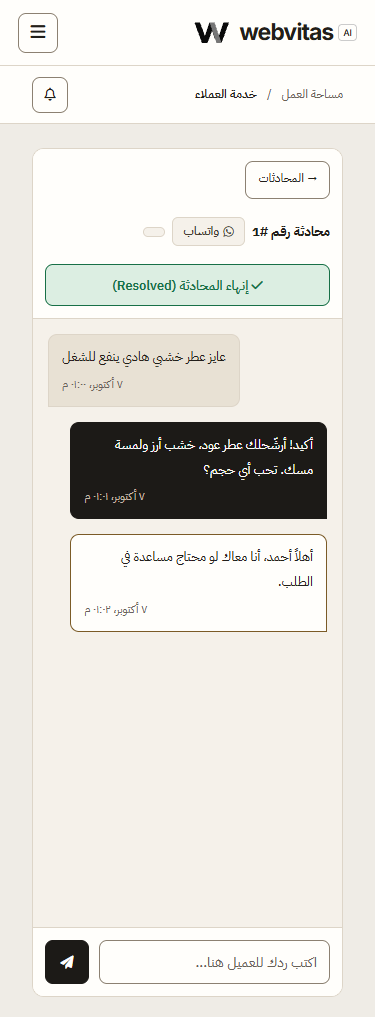 webvitas AI
مساحة العمل / خدمة العملاء
→ المحادثات
محادثة رقم #1 واتساب
إنهاء المحادثة (Resolved)
عايز عطر خشبي هادي ينفع للشغل
٧ أكتوبر، ٠١:٠٠ م
أكيد! أرشّحلك عطر عود، خشب أرز ولمسة
مسك. تحب أي حجم؟
٧ أكتوبر، ٠١:٠١ م
أهلاً أحمد، أنا معاك لو محتاج مساعدة في
الطلب.
٧ أكتوبر، ٠١:٠٢ م
اكتب ردك للعميل هنا...